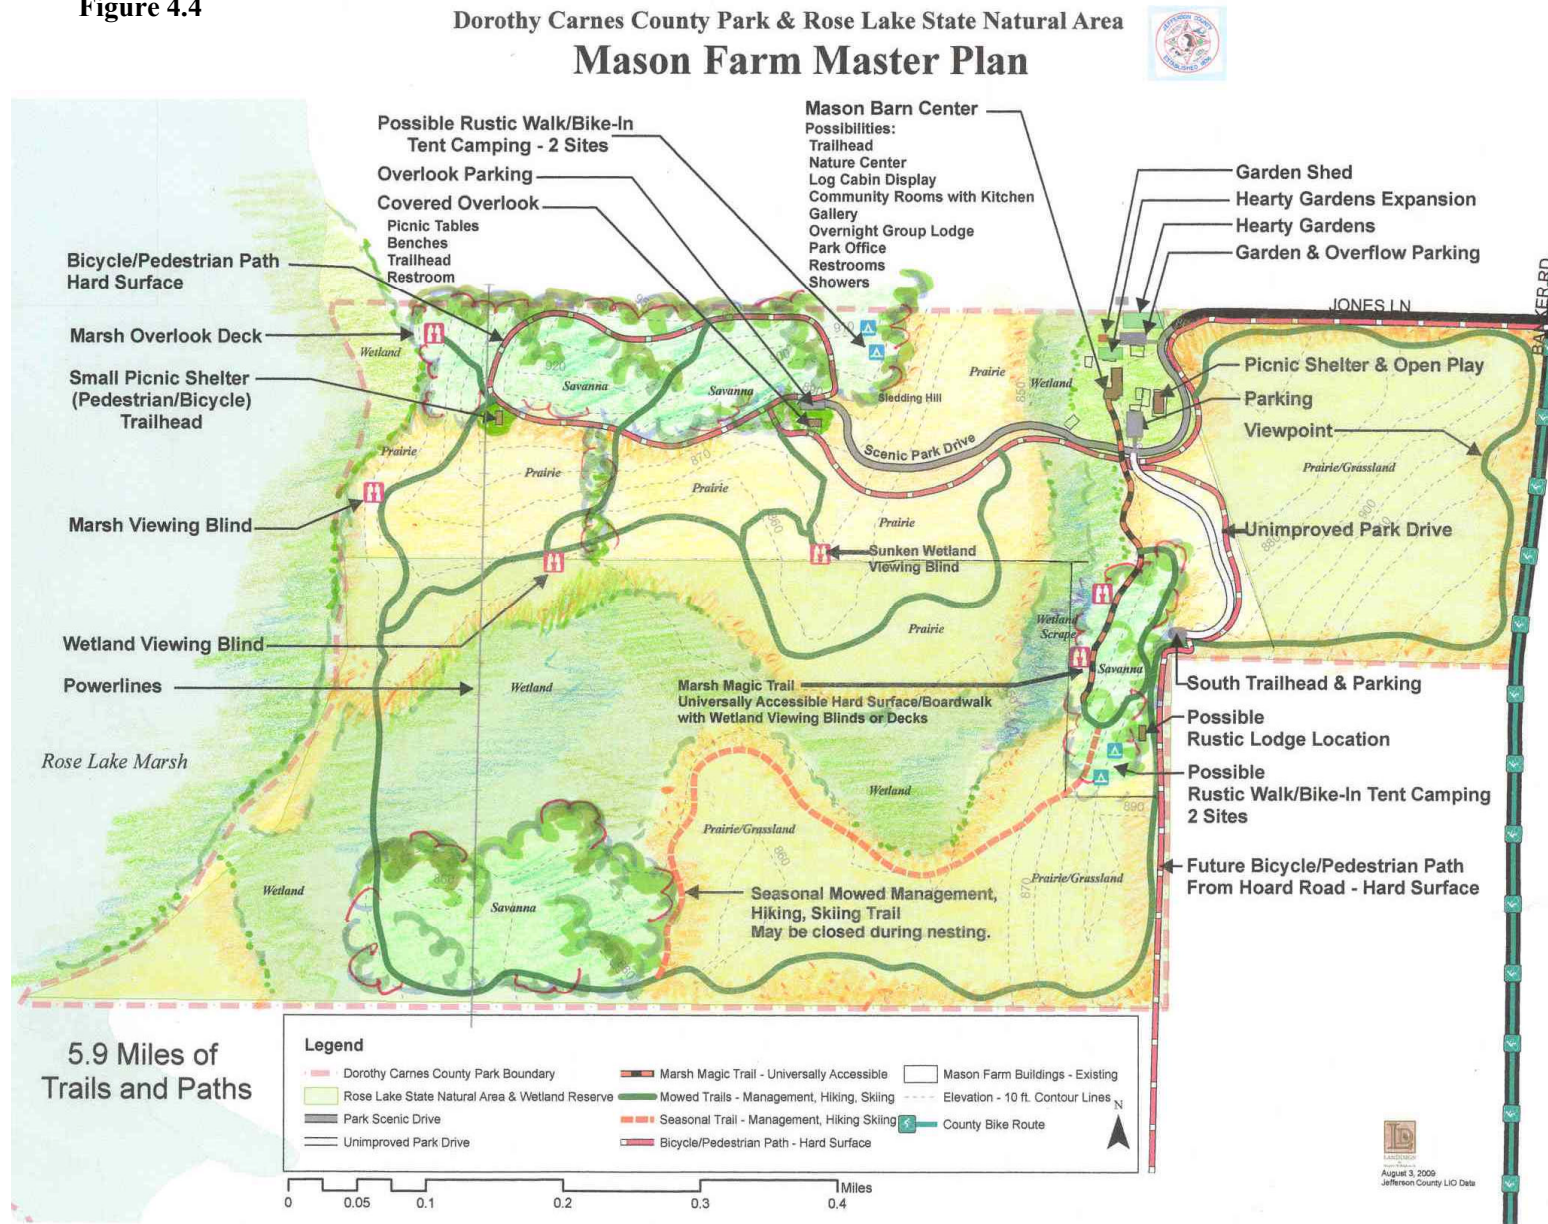 Figure 4.4
Dorothy Carnes County Park & Rose Lake State Natural Area
Mason Farm Master Plan
JEFFERSON COUNTY
Possible Rustic Walk/Bike-In
Tent Camping - 2 Sites
Overlook Parking
Covered Overlook
Picnic Tables
Benches
Trailhead
Restroom
Mason Barn Center
Possibilities:
Trailhead
Nature Center
Log Cabin Display
Community Rooms with Kitchen
Gallery
Overnight Group Lodge
Park Office
Restrooms
Showers
Garden Shed
Hearty Gardens Expansion
Hearty Gardens
Garden & Overflow Parking
Bicycle/Pedestrian Path
Hard Surface
Marsh Overlook Deck
Small Picnic Shelter
(Pedestrian/Bicycle)
Trailhead
Marsh Viewing Blind
Wetland Viewing Blind
Powerlines
Rose Lake Marsh
JONES LN
Picnic Shelter & Open Play
Parking
Viewpoint
Prairie/Grassland
900
880
Unimproved Park Drive
South Trailhead & Parking
Possible
Rustic Lodge Location
Possible
Rustic Walk/Bike-In Tent Camping
2 Sites
Future Bicycle/Pedestrian Path
From Hoard Road - Hard Surface
Wetland
920
Savanna
Savanna
910
Sledding Hill
Prairie
850
Wetland
Scenic Park Drive
Prairie
Prairie
870
Prairie
860
Prairie
Sunken Wetland
Viewing Blind
Prairie
Wetland
Scrape
Savanna
Wetland
Marsh Magic Trail
Universally Accessible Hard Surface/Boardwalk
with Wetland Viewing Blinds or Decks
Wetland
890
Prairie/Grassland
860
Prairie/Grassland
870
Wetland
Savanna
Seasonal Mowed Management,
Hiking, Skiing Trail
May be closed during nesting.
5.9 Miles of
Trails and Paths
Legend
Dorothy Carnes County Park Boundary
Rose Lake State Natural Area & Wetland Reserve
Park Scenic Drive
Unimproved Park Drive
Marsh Magic Trail - Universally Accessible
Mowed Trails - Management, Hiking, Skiing
Seasonal Trail - Management, Hiking Skiing
Bicycle/Pedestrian Path - Hard Surface
Mason Farm Buildings - Existing
Elevation - 10 ft. Contour Lines
County Bike Route
N
Miles
0 0.05 0.1 0.2 0.3 0.4
August 3, 2009
Jefferson County LIO Data